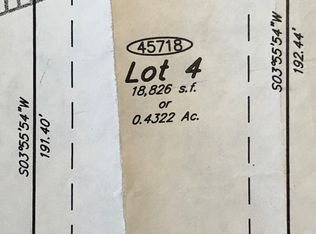 45718
Lot 4
18,826 s.f.
or
0.4322 Ac.
S03°55'54"W
191.40'
S03°55'54"W
192.44'